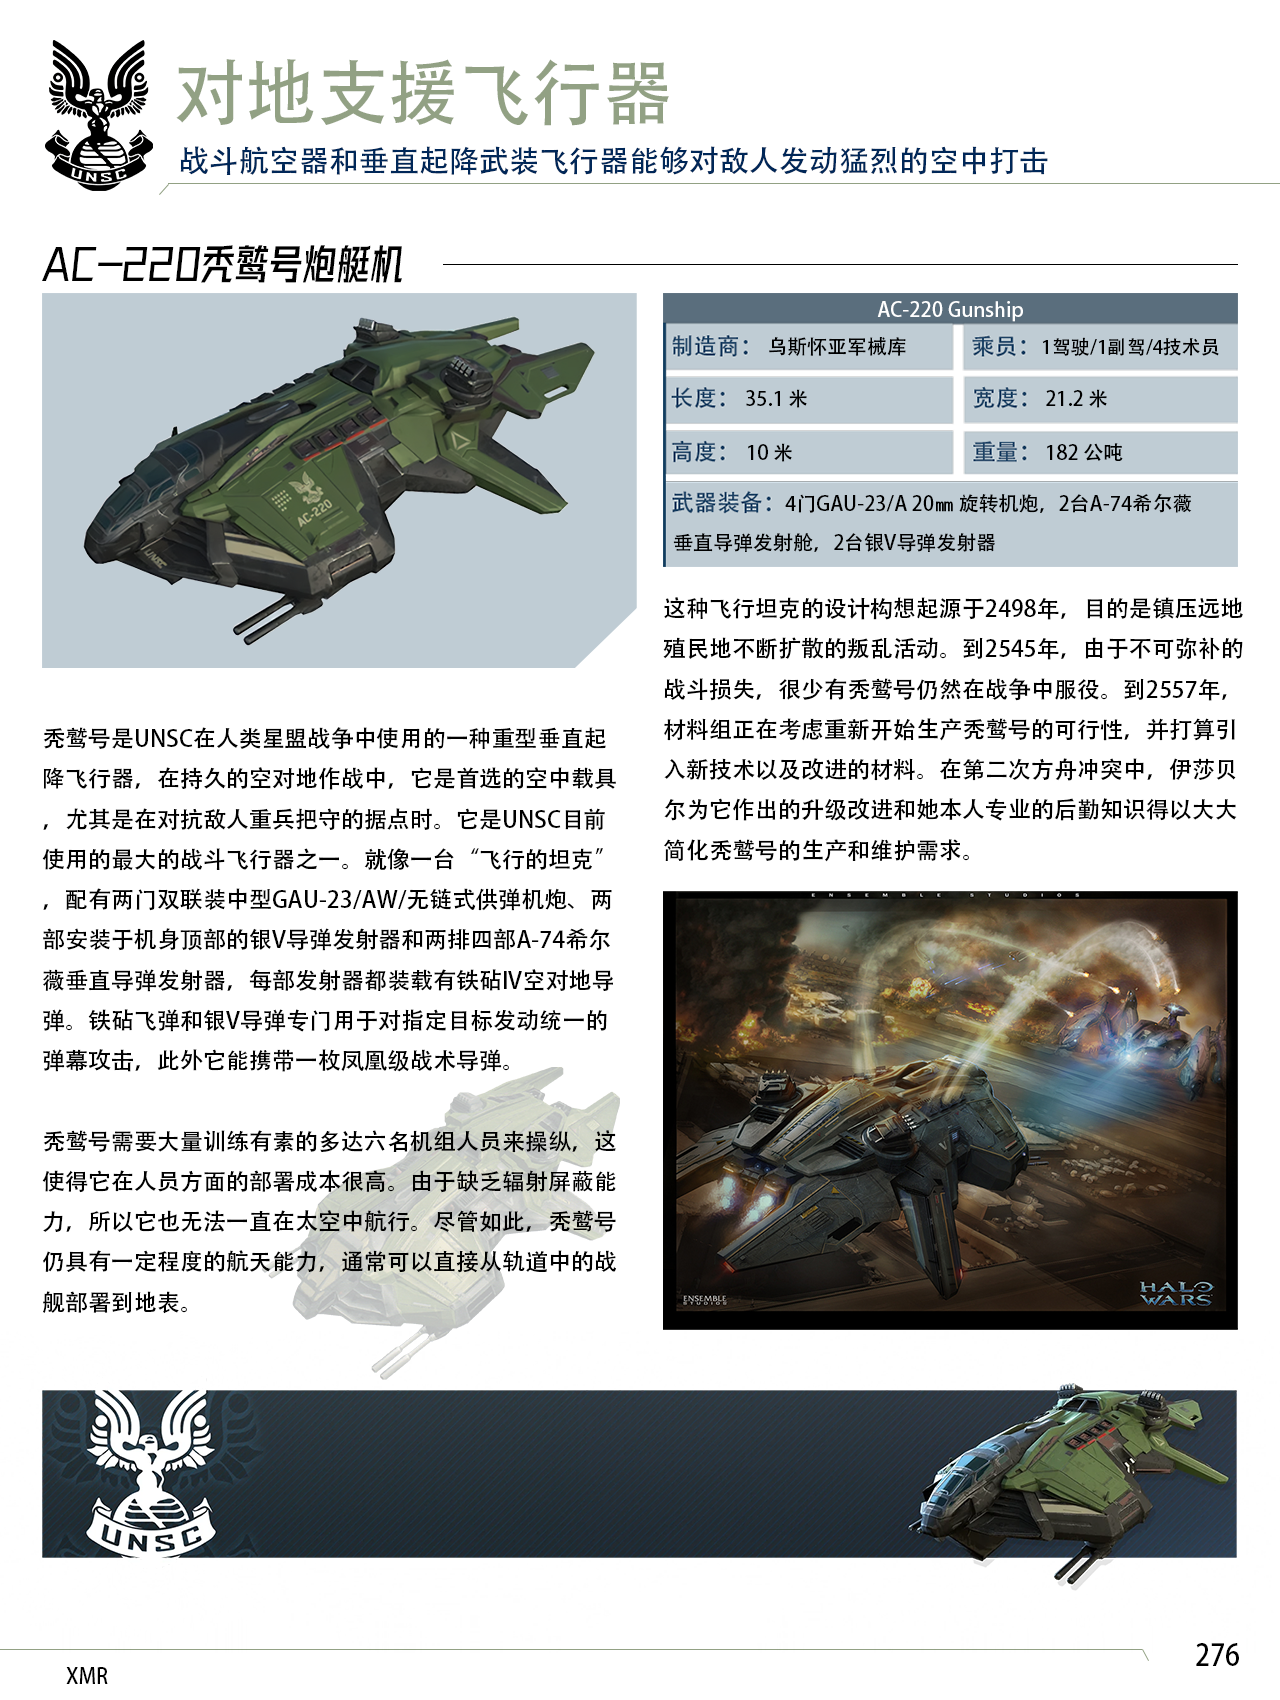 UNSC
对地支援飞行器
战斗航空器和垂直起降武装飞行器能够对敌人发动猛烈的空中打击
AC-220秃鹫号炮艇机
AC-220
UNSC
秃鹫号是UNSC在人类星盟战争中使用的一种重型垂直起
降飞行器，在持久的空对地作战中，它是首选的空中载具
，尤其是在对抗敌人重兵把守的据点时。它是UNSC目前
使用的最大的战斗飞行器之一。就像一台“飞行的坦克”
，配有两门双联装中型GAU-23/AW/无链式供弹机炮、两
部安装于机身顶部的银V导弹发射器和两排四部A-74希尔
薇垂直导弹发射器，每部发射器都装载有铁砧IV空对地导
弹。铁砧飞弹和银V导弹专门用于对指定目标发动统一的
弹幕攻击，此外它能携带一枚凤凰级战术导弹。
秃鹫号需要大量训练有素的多达六名机组人员来操纵，这
使得它在人员方面的部署成本很高。由于缺乏辐射屏蔽能
力，所以它也无法一直在太空中航行。尽管如此，秃鹫号
仍具有一定程度的航天能力，通常可以直接从轨道中的战
舰部署到地表。
AC-220 Gunship
制造商： 乌斯怀亚军械库
乘员： 1驾驶/1副驾/4技术员
长度： 35.1 米
宽度： 21.2 米
高度： 10 米
重量： 182 公吨
武器装备：4门GAU-23/A 20㎜ 旋转机炮，2台A-74希尔薇
垂直导弹发射舱，2台银V导弹发射器
这种飞行坦克的设计构想起源于2498年，目的是镇压远地
殖民地不断扩散的叛乱活动。到2545年，由于不可弥补的
战斗损失，很少有秃鹫号仍然在战争中服役。到2557年，
材料组正在考虑重新开始生产秃鹫号的可行性，并打算引
入新技术以及改进的材料。在第二次方舟冲突中，伊莎贝
尔为它作出的升级改进和她本人专业的后勤知识得以大大
简化秃鹫号的生产和维护需求。
ENSEMBLE STUDIOS
ENSEMBLE
STUDIOS
HALO
WARS
UNSC
276
XMR